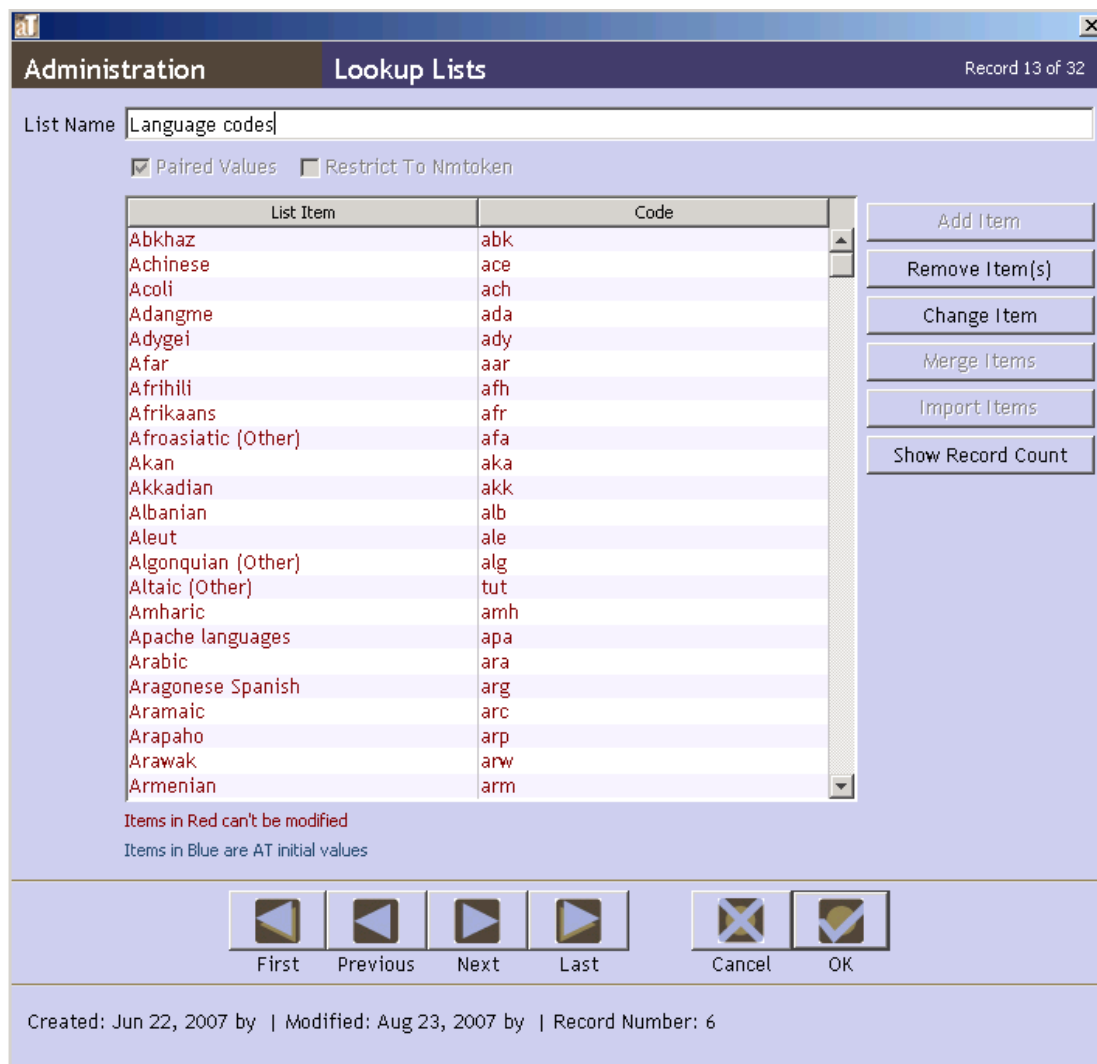 aT
Administration Lookup Lists Record 13 of 32
List Name Language codes
Paired Values Restrict To Nmtoken
List Item Code
Abkhaz abk
Achinese ace
Acoli ach
Adangme ada
Adygei ady
Afar aar
Afrihili afh
Afrikaans afr
Afroasiatic (Other) afa
Akan aka
Akkadian akk
Albanian alb
Aleut ale
Algonquian (Other) alg
Altaic (Other) tut
Amharic amh
Apache languages apa
Arabic ara
Aragonese Spanish arg
Aramaic arc
Arapaho arp
Arawak arw
Armenian arm
Add Item
Remove Item(s)
Change Item
Merge Items
Import Items
Show Record Count
Items in Red can't be modified
Items in Blue are AT initial values
First Previous Next Last Cancel OK
Created: Jun 22, 2007 by | Modified: Aug 23, 2007 by | Record Number: 6